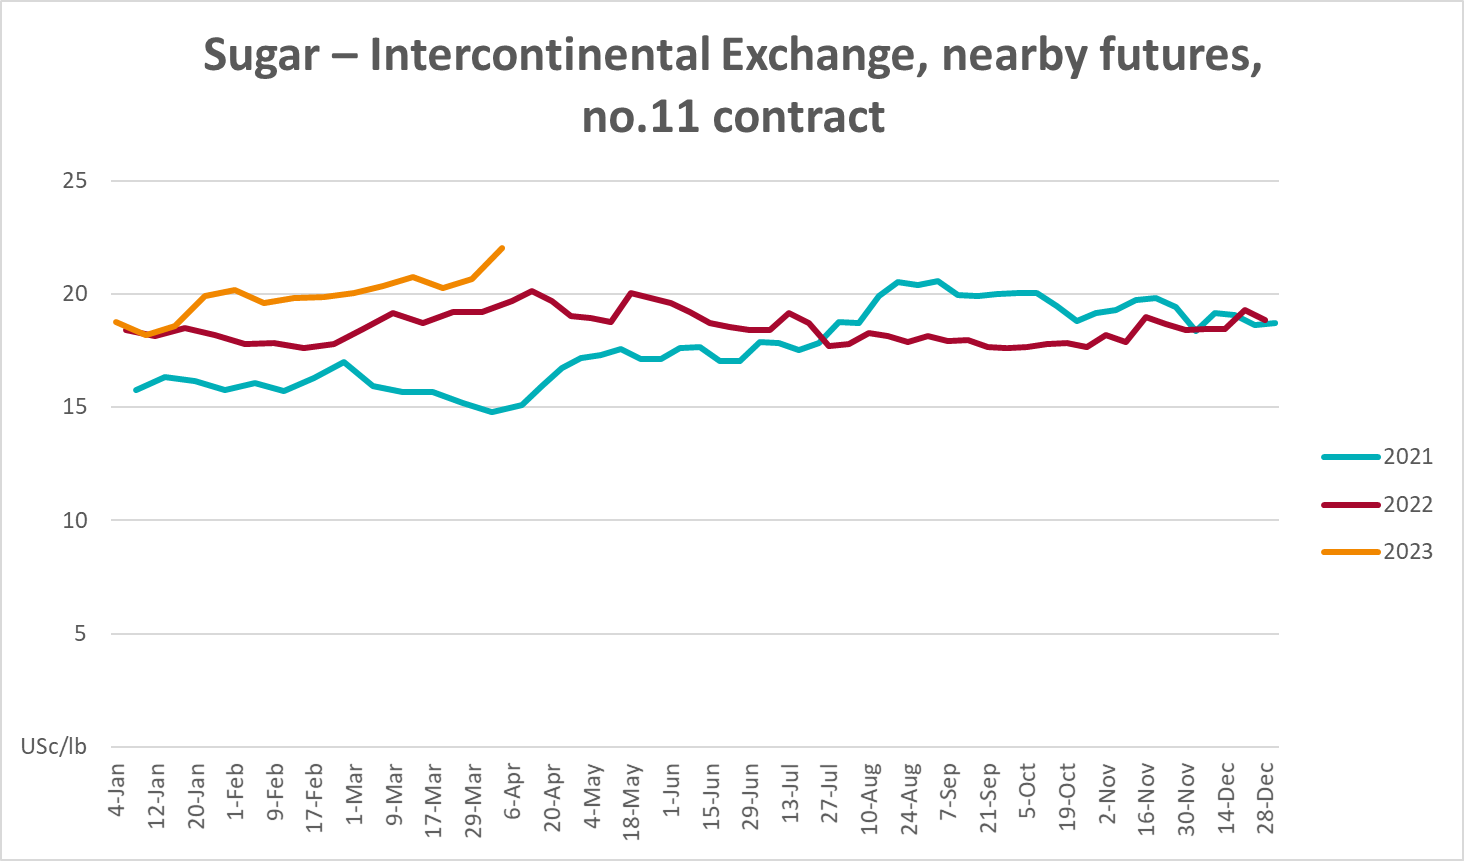 Sugar – Intercontinental Exchange, nearby futures,
no.11 contract
25
20
15
10
5
USc/lb
4-Jan
12-Jan
20-Jan
1-Feb
9-Feb
17-Feb
1-Mar
9-Mar
17-Mar
29-Mar
6-Apr
20-Apr
4-May
18-May
1-Jun
15-Jun
29-Jun
13-Jul
27-Jul
10-Aug
24-Aug
7-Sep
21-Sep
5-Oct
19-Oct
2-Nov
16-Nov
30-Nov
14-Dec
28-Dec
2021
2022
2023